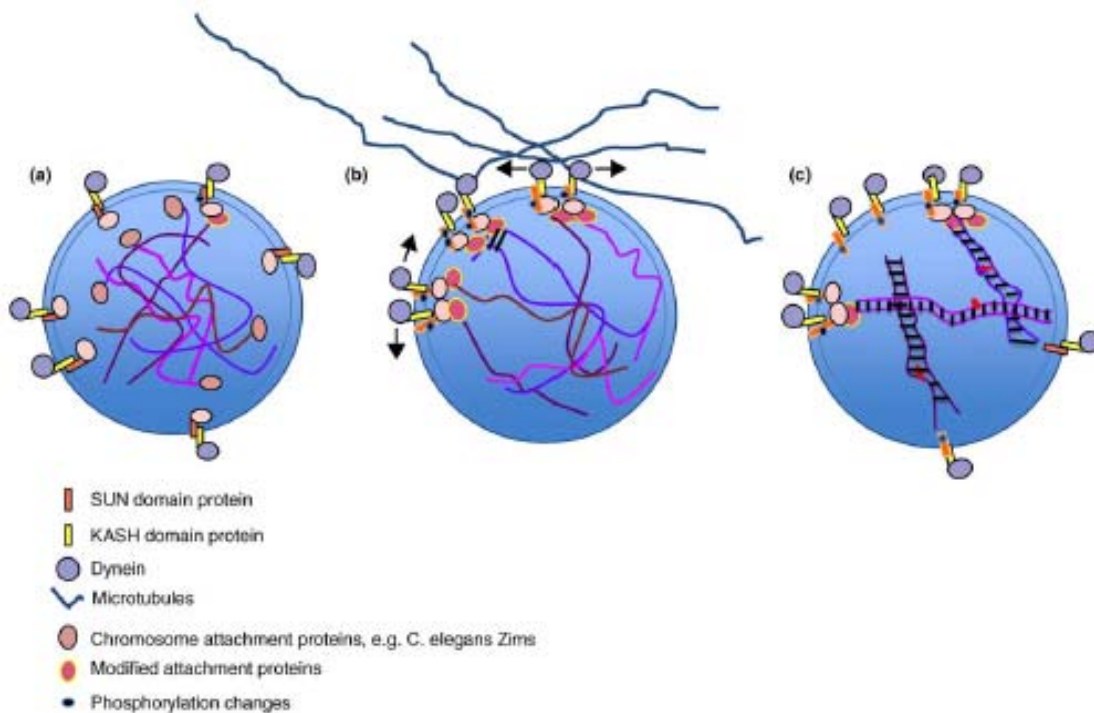 (a)
(b)
(c)
SUN domain protein
KASH domain protein
Dynein
Microtubules
Chromosome attachment proteins, e.g. C. elegans Zims
Modified attachment proteins
Phosphorylation changes